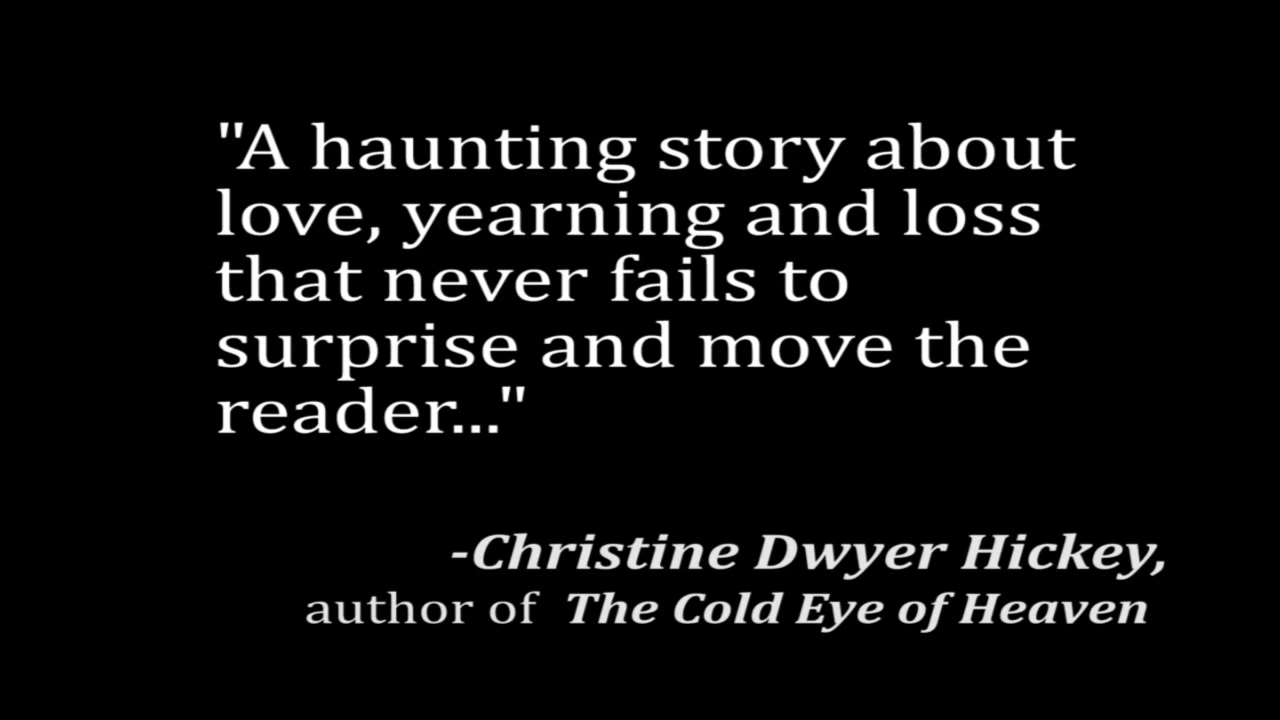 "A haunting story about
love, yearning and loss
that never fails to
surprise and move the
reader..."
-Christine Dwyer Hickey,
author of The Cold Eye of Heaven